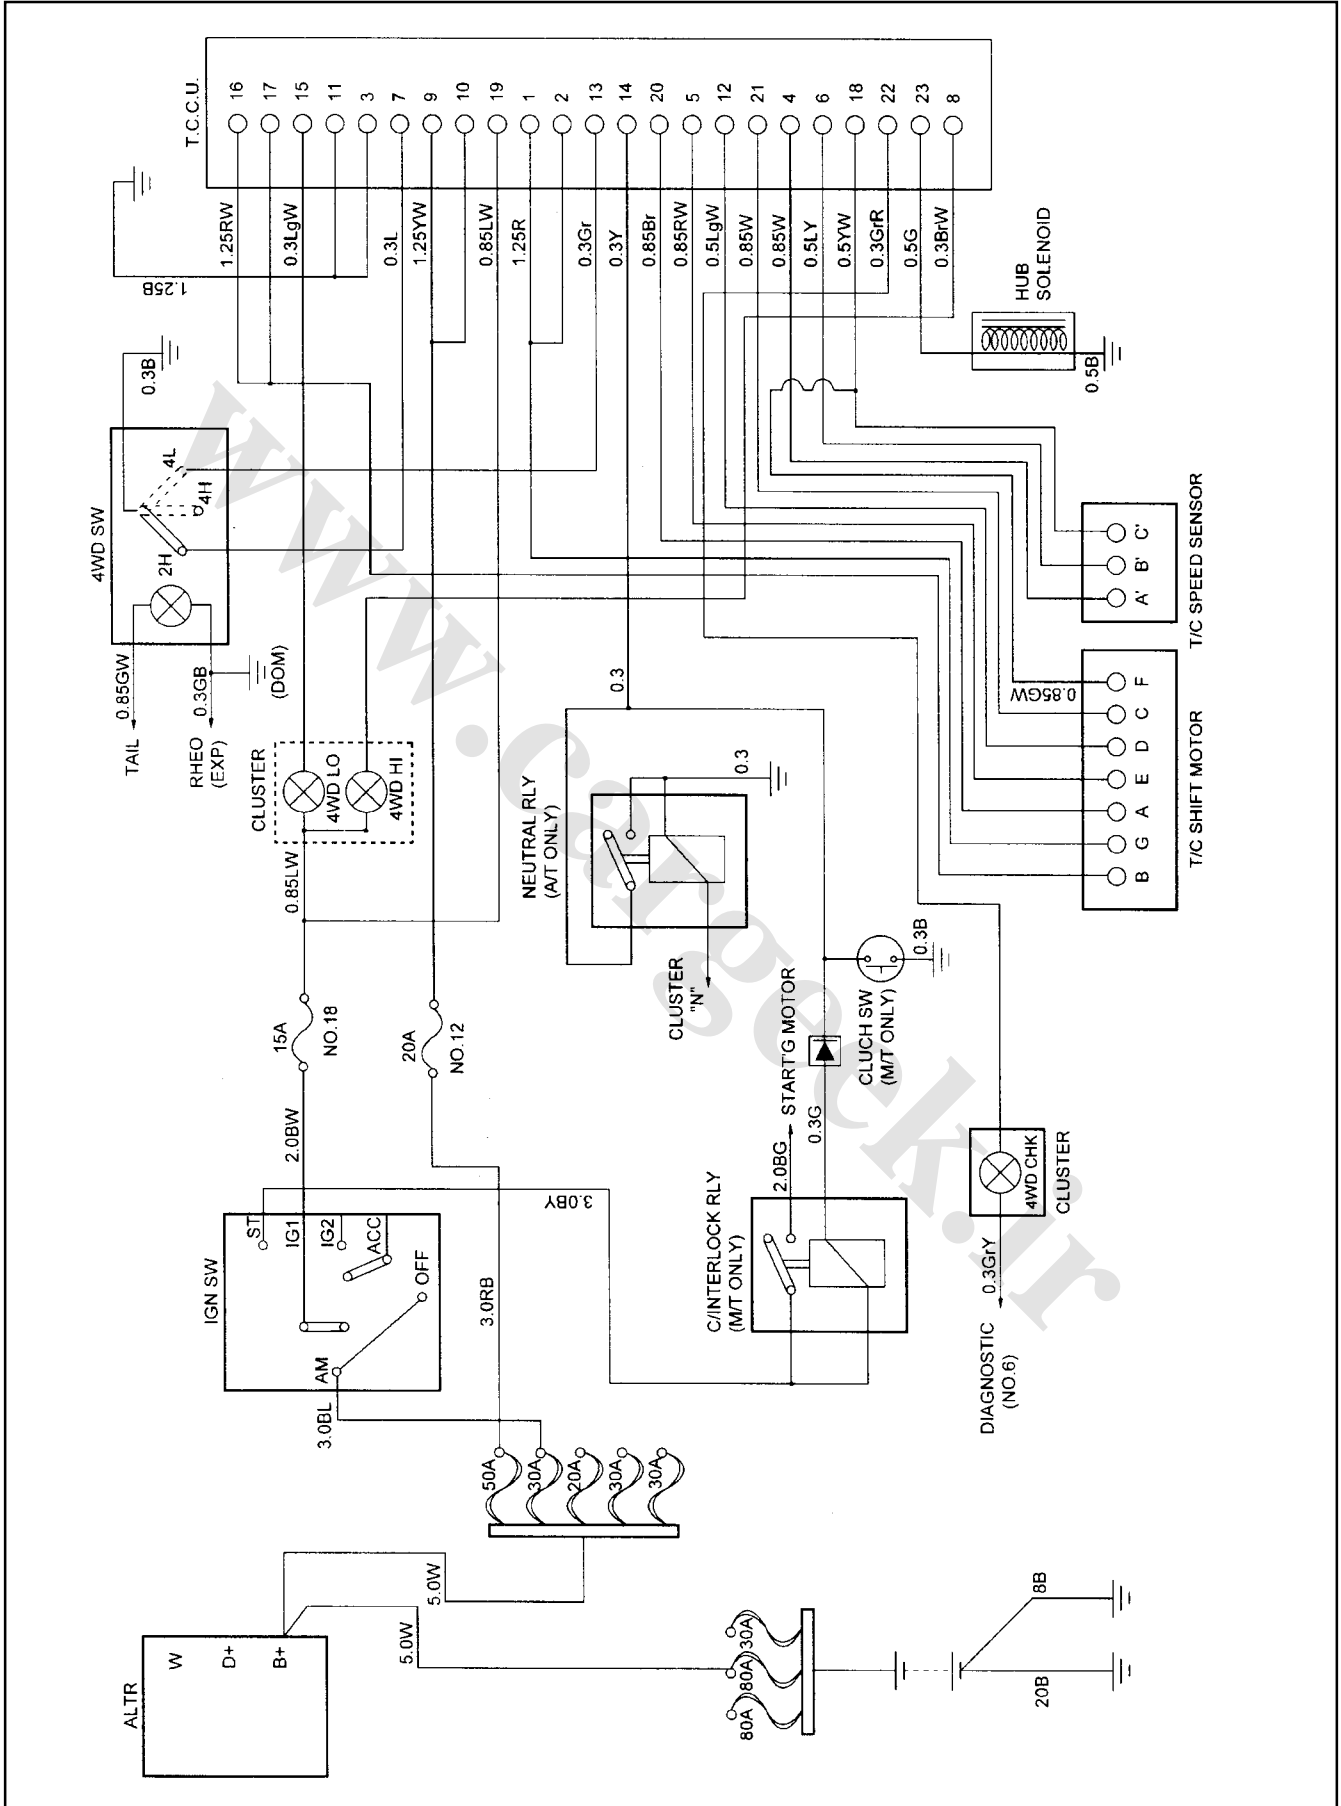 T.C.C.U.
16
17
15
11
3
7
9
10
19
1
2
13
14
20
5
12
21
4
6
18
22
23
8
1.25RW
0.3LgW
0.3L
1.25YW
0.85LW
1.25R
0.3Gr
0.3Y
0.85Br
0.85RW
0.5LgW
0.85W
0.85W
0.5LY
0.5YW
0.3GrR
0.5G
0.3BrW
1.25B
HUB
SOLENOID
0.5B
4WD SW
0.3B
4L
4H
2H
0.85GW
TAIL
0.3GB
RHEO
(EXP)
(DOM)
CLUSTER
4WD LO
4WD HI
0.85LW
15A
NO.18
20A
NO.12
2.0BW
IGN SW
ST
IG1
IG2
ACC
OFF
AM
3.0BL
3.0BY
3.0RB
NEUTRAL RLY
(A/T ONLY)
0.3
0.3
CLUSTER
"N"
START'G MOTOR
2.0BG
0.3G
CLUCH SW
(M/T ONLY)
0.3B
C/INTERLOCK RLY
(M/T ONLY)
4WD CHK
CLUSTER
0.3GrY
DIAGNOSTIC
(NO.6)
T/C SPEED SENSOR
A'
B'
C'
T/C SHIFT MOTOR
B
G
A
E
D
C
F
0.85GW
50A
30A
20A
30A
30A
ALTR
W
D+
B+
5.0W
5.0W
80A
80A
30A
20B
8B
www.cargeek.ir